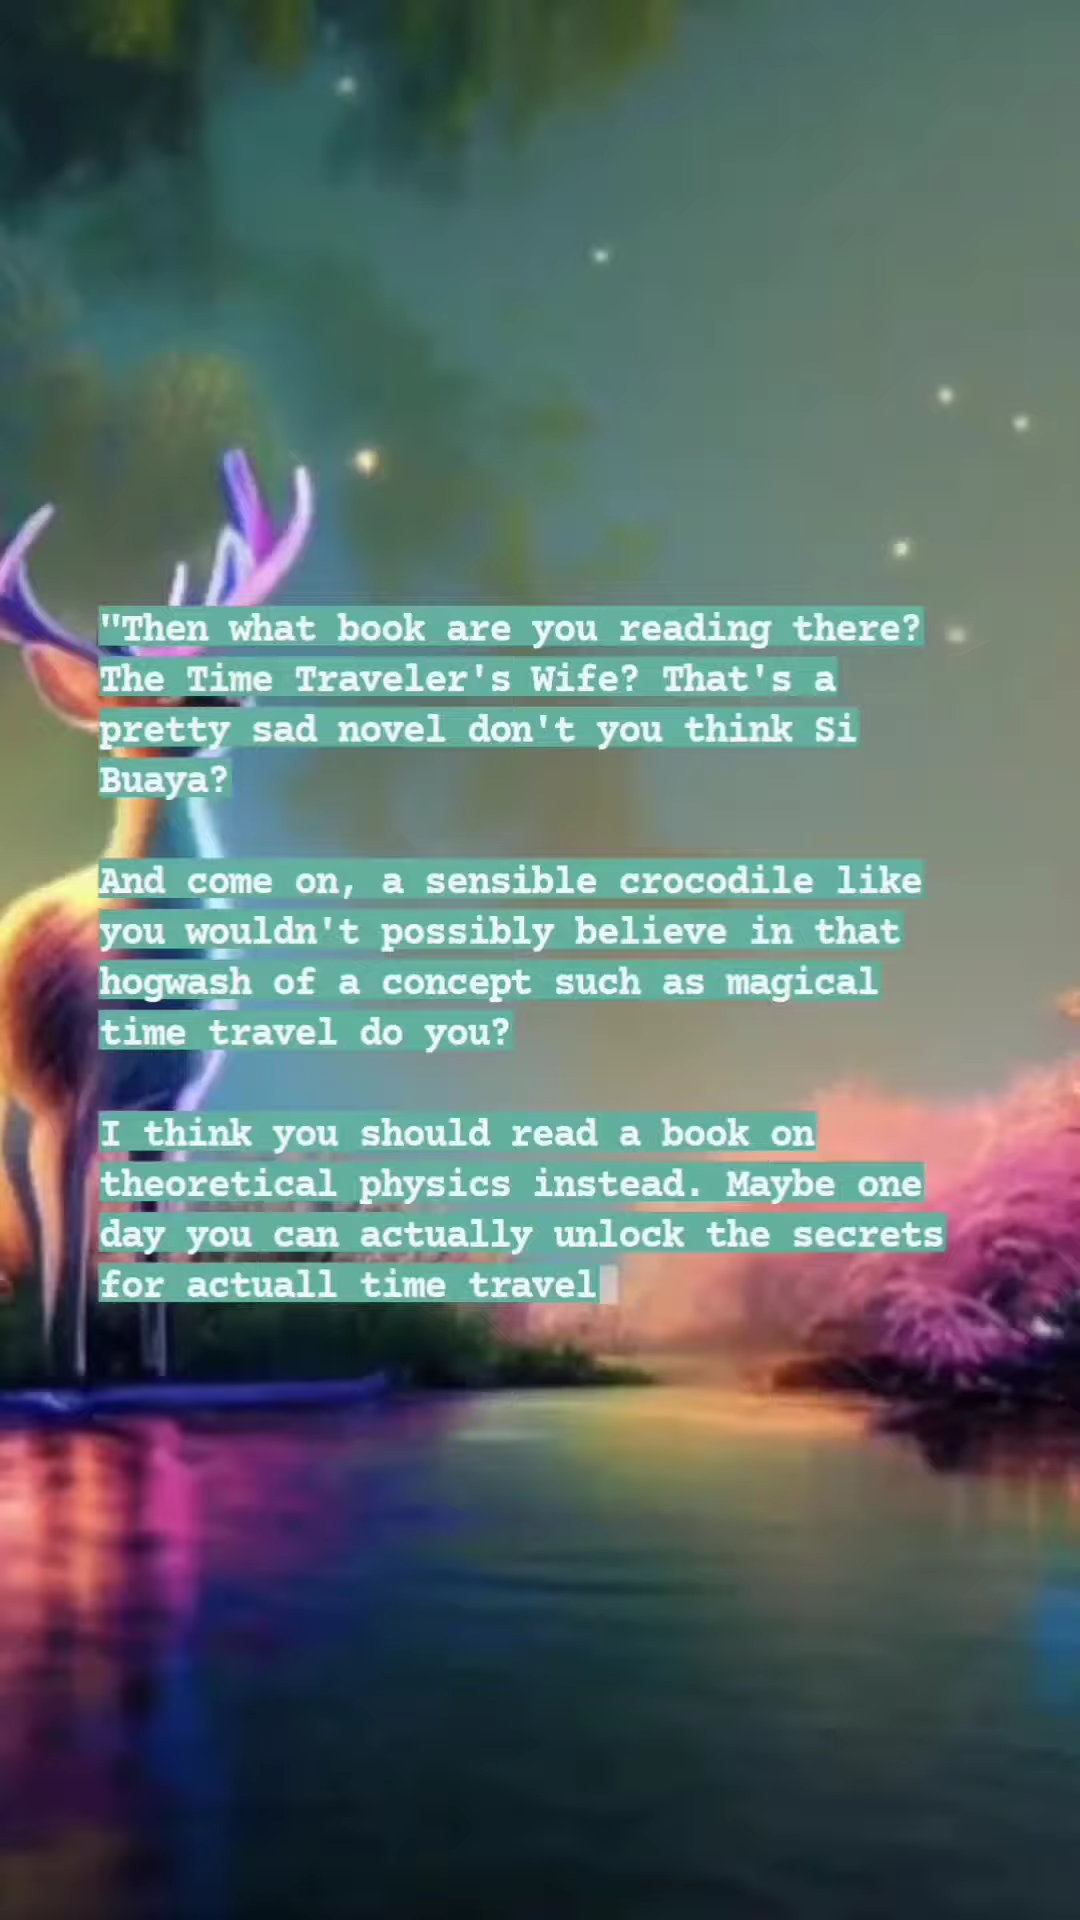 "Then what book are you reading there?
The Time Traveler's Wife? That's a
pretty sad novel don't you think Si
Buaya?
And come on, a sensible crocodile like
you wouldn't possibly believe in that
hogwash of a concept such as magical
time travel do you?
I think you should read a book on
theoretical physics instead. Maybe one
day you can actually unlock the secrets
for actuall time travel